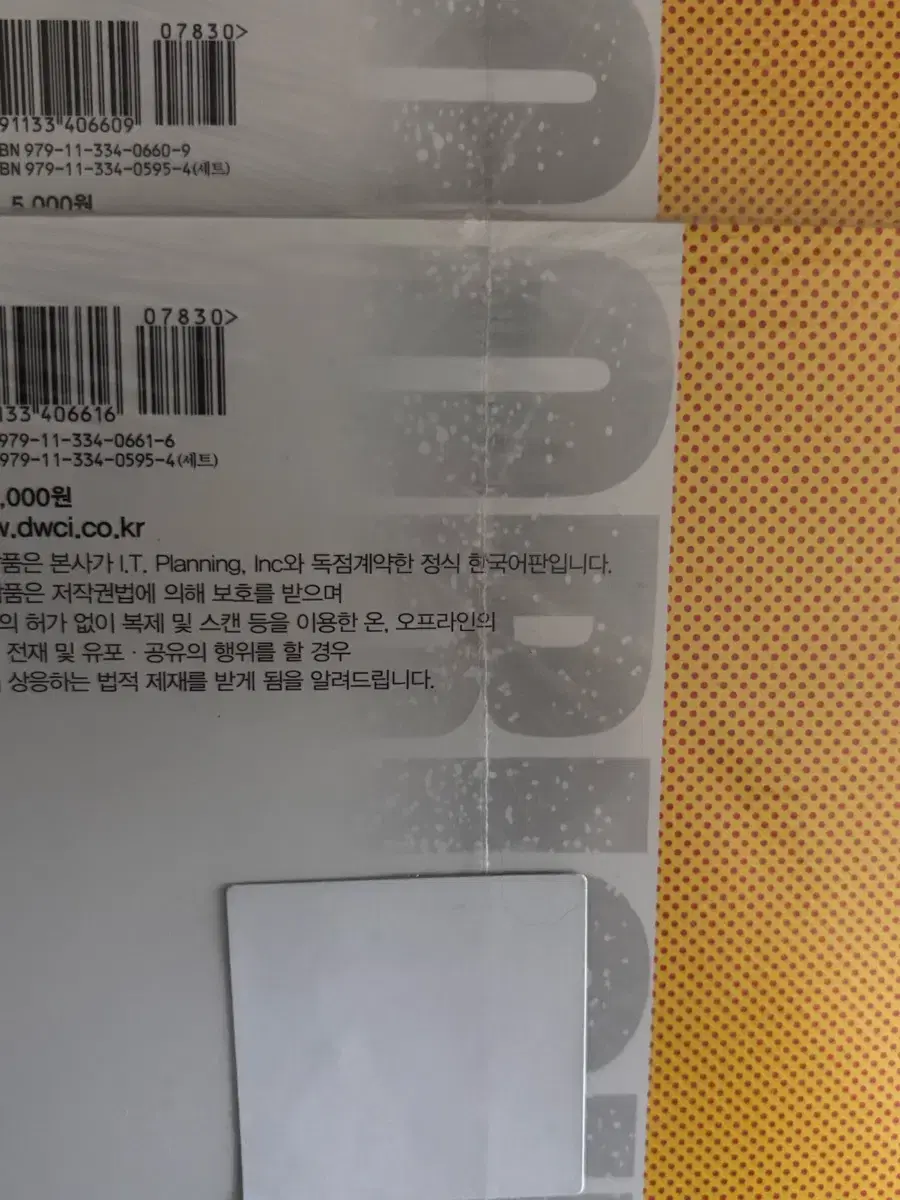 07830>
91133 406609
BN 979-11-334-0660-9
BN 979-11-334-0595-4(세트)
5,000원
07830>
133 406616
979-11-334-0661-6
979-11-334-0595-4(세트)
,000원
w.dwci.co.kr
품은 본사가 I.T. Planning, Inc와 독점계약한 정식 한국어판입니다.
품은 저작권법에 의해 보호를 받으며
의 허가 없이 복제 및 스캔 등을 이용한 온, 오프라인의
전재 및 유포 · 공유의 행위를 할 경우
상응하는 법적 제재를 받게 됨을 알려드립니다.